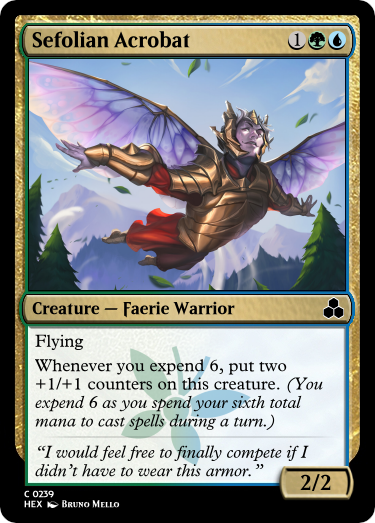 Sefolian Acrobat 1
Creature — Faerie Warrior
Flying
Whenever you expend 6, put two
+1/+1 counters on this creature. (You
expend 6 as you spend your sixth total
mana to cast spells during a turn.)
“I would feel free to finally compete if I
didn’t have to wear this armor.”
2/2
C 0239
HEX Bruno Mello